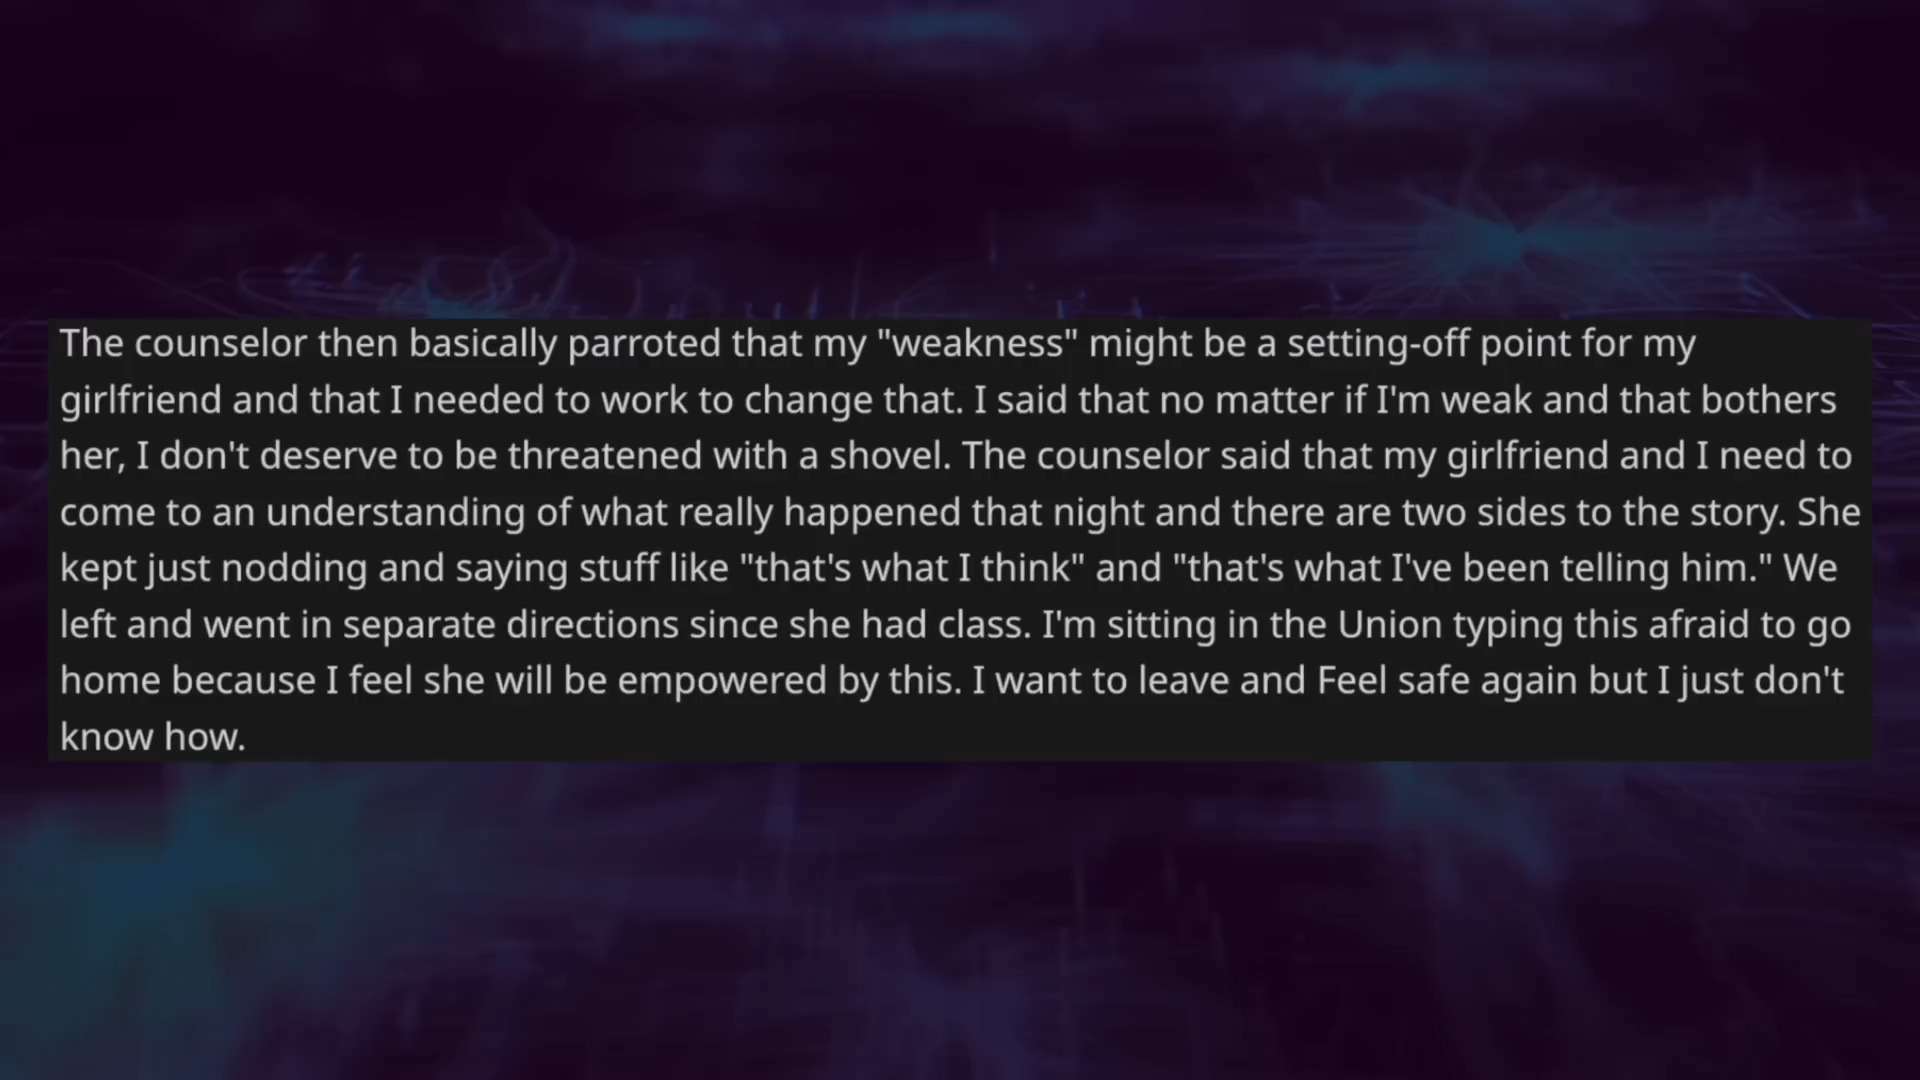 The counselor then basically parroted that my "weakness" might be a setting-off point for my
girlfriend and that I needed to work to change that. I said that no matter if I'm weak and that bothers
her, I don't deserve to be threatened with a shovel. The counselor said that my girlfriend and I need to
come to an understanding of what really happened that night and there are two sides to the story. She
kept just nodding and saying stuff like "that's what I think" and "that's what I've been telling him." We
left and went in separate directions since she had class. I'm sitting in the Union typing this afraid to go
home because I feel she will be empowered by this. I want to leave and Feel safe again but I just don't
know how.